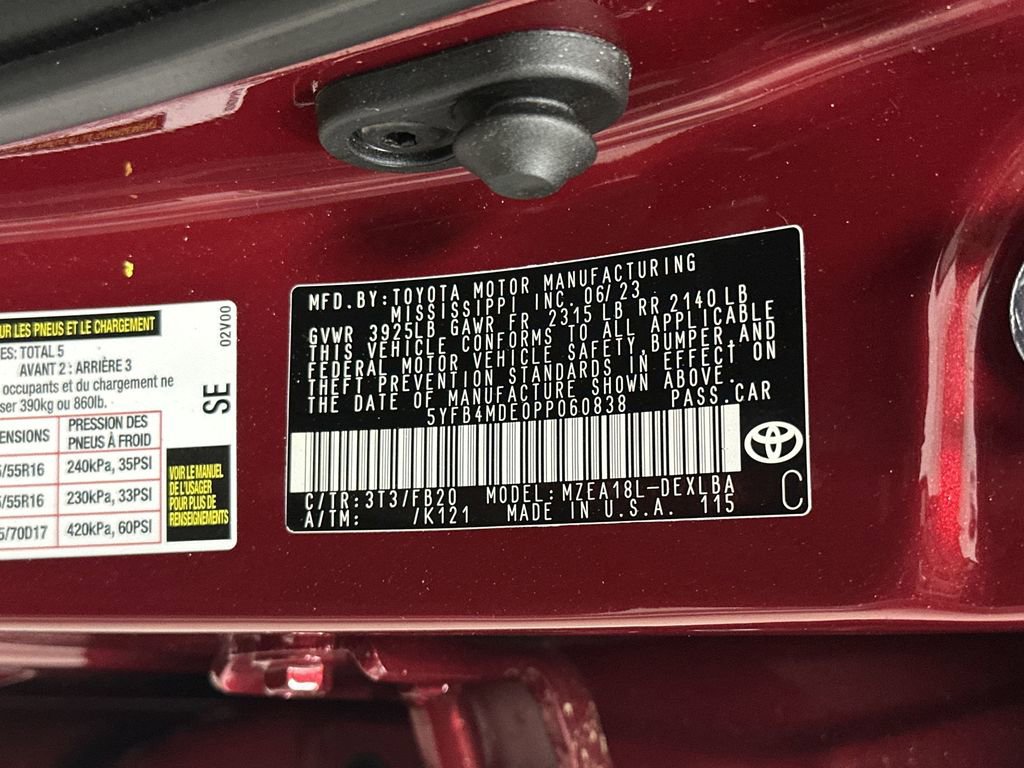 UR LES PNEUS ET LE CHARGEMENT
ES: TOTAL 5
AVANT 2 : ARRIÈRE 3
occupants et du chargement ne
ser 390kg ou 860lb.
ENSIONS PRESSION DES
PNEUS À FROID
/55R16 240kPa, 35PSI
/55R16 230kPa, 33PSI
5/70D17 420kPa, 60PSI
VOIR LE MANUEL
DE L'USAGER
POUR PLUS DE
RENSEIGNEMENTS
02V00
SE
MFD.BY:TOYOTA MOTOR MANUFACTURING
MISSISSIPPI INC. 06/23
GVWR 3925LB GAWR FR 2315 LB RR 2140 LB
THIS VEHICLE CONFORMS TO ALL APPLICABLE
FEDERAL MOTOR VEHICLE SAFETY, BUMPER,AND
THEFT PREVENTION STANDARDS IN EFFECT ON
THE DATE OF MANUFACTURE SHOWN ABOVE.
5YFB4MDE0PP060838 PASS.CAR
C/TR:3T3/FB20 MODEL:MZEA18L-DEXLBA
A/TM: /K121 MADE IN U.S.A. 115
C